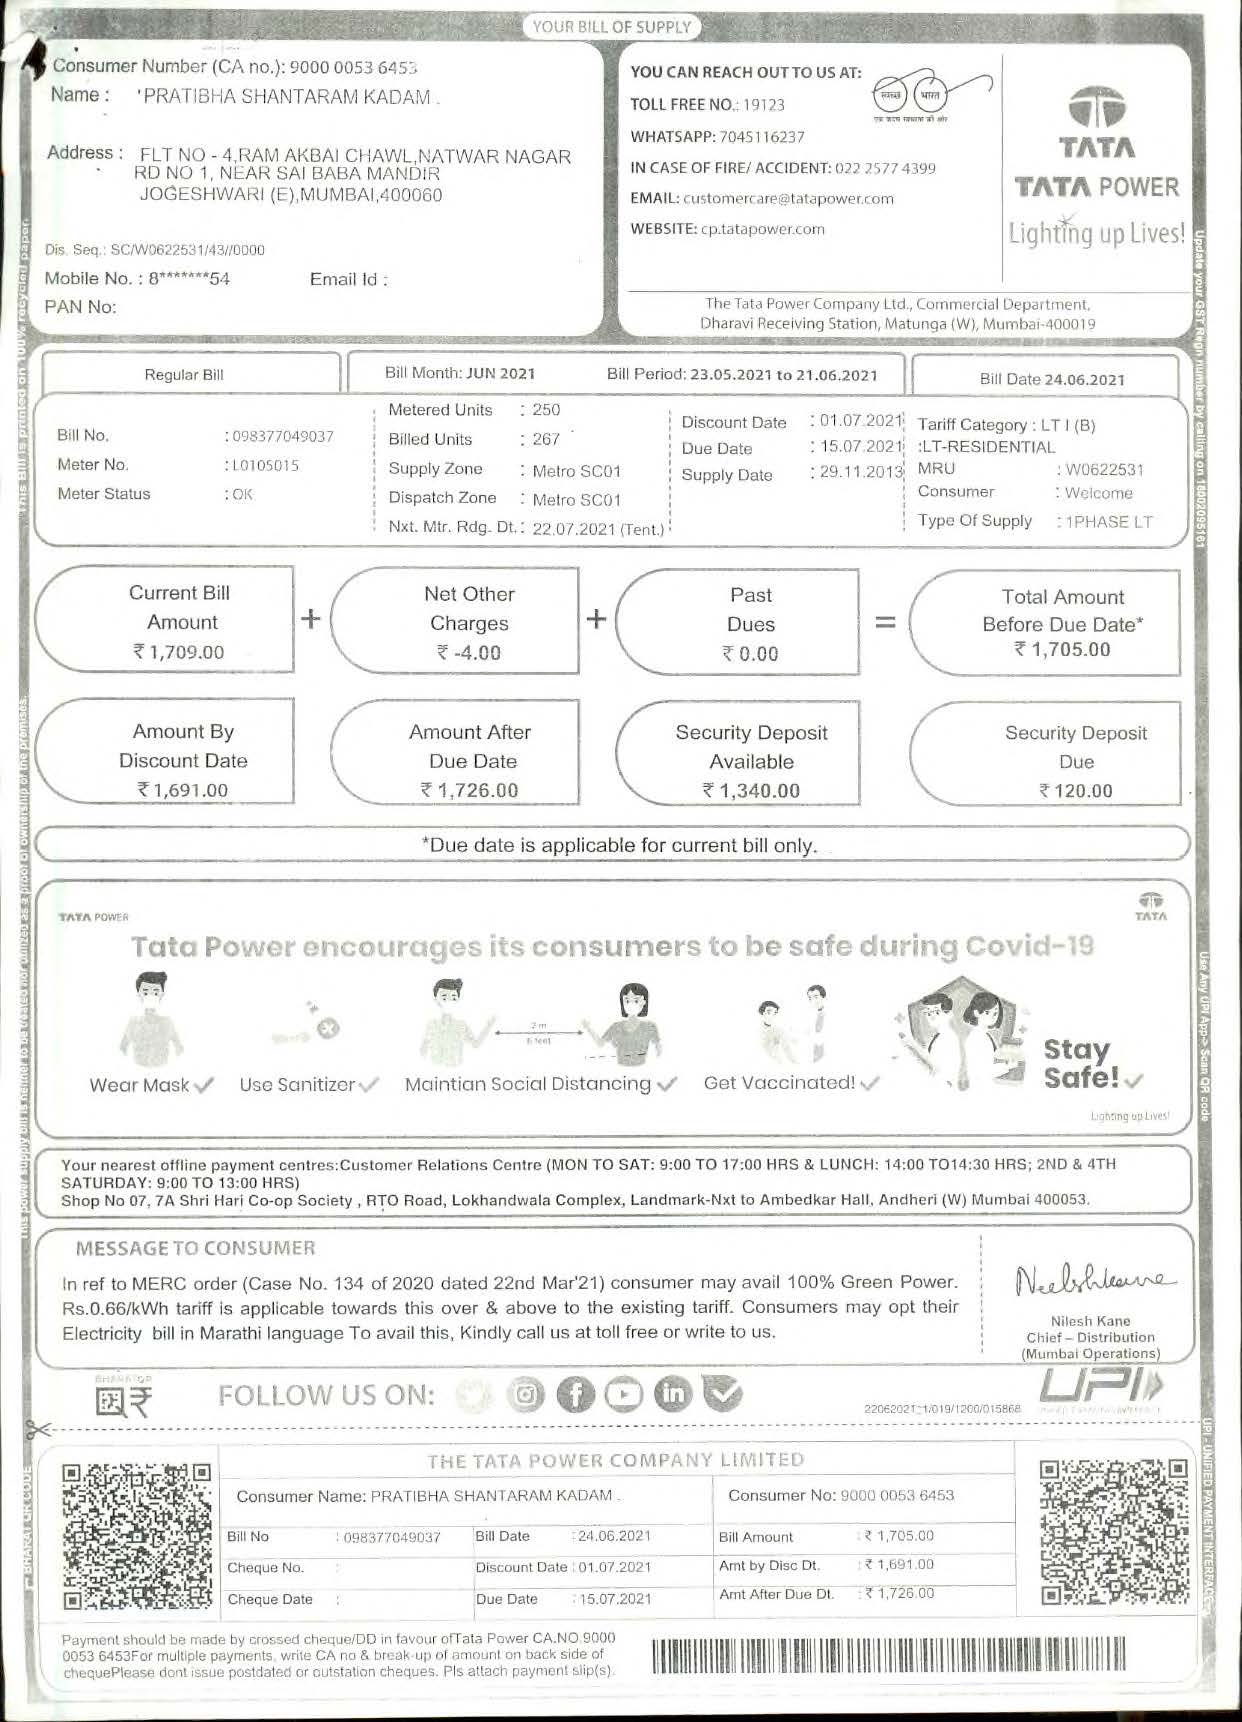 YOUR BILL OF SUPPLY
Consumer Number (CA no.): 9000 0053 6453
Name : 'PRATIBHA SHANTARAM KADAM .
Address : FLT NO - 4,RAM AKBAI CHAWL,NATWAR NAGAR
RD NO 1, NEAR SAI BABA MANDIR
JOGESHWARI (E),MUMBAI,400060
Dis. Seq.: SC/W0622531/43//0000
Mobile No. : 8*******54 Email Id :
PAN No:
YOU CAN REACH OUT TO US AT:
TOLL FREE NO.: 19123
WHATSAPP: 7045116237
IN CASE OF FIRE/ ACCIDENT: 022 2577 4399
EMAIL: customercare@tatapower.com
WEBSITE: cp.tatapower.com
स्वच्छ भारत
एक कदम स्वच्छता की ओर
TATA
TATA POWER
Lighting up Lives!
The Tata Power Company Ltd., Commercial Department,
Dharavi Receiving Station, Matunga (W), Mumbai-400019
This Bill is printed on 100% recycled paper.
Update your GST Regn number by calling on 18002095161
Regular Bill
Bill Month: JUN 2021
Bill Period: 23.05.2021 to 21.06.2021
Bill Date 24.06.2021
Bill No. : 098377049037
Meter No. : L0105015
Meter Status : OK
Metered Units : 250
Billed Units : 267
Supply Zone : Metro SC01
Dispatch Zone : Metro SC01
Nxt. Mtr. Rdg. Dt.: 22.07.2021 (Tent.)
Discount Date : 01.07.2021
Due Date : 15.07.2021
Supply Date : 29.11.2013
Tariff Category : LT I (B)
:LT-RESIDENTIAL
MRU : W0622531
Consumer : Welcome
Type Of Supply : 1PHASE LT
Current Bill
Amount
₹ 1,709.00
+
Net Other
Charges
₹ -4.00
+
Past
Dues
₹ 0.00
=
Total Amount
Before Due Date*
₹ 1,705.00
Amount By
Discount Date
₹ 1,691.00
Amount After
Due Date
₹ 1,726.00
Security Deposit
Available
₹ 1,340.00
Security Deposit
Due
₹ 120.00
*Due date is applicable for current bill only.
TATA POWER
TATA
Tata Power encourages its consumers to be safe during Covid-19
2 m
6 feet
Wear Mask
Use Sanitizer
Maintian Social Distancing
Get Vaccinated!
Stay
Safe!
Lighting up Lives!
Use Any UPI App> Scan QR code
Your nearest offline payment centres:Customer Relations Centre (MON TO SAT: 9:00 TO 17:00 HRS & LUNCH: 14:00 TO14:30 HRS; 2ND & 4TH
SATURDAY: 9:00 TO 13:00 HRS)
Shop No 07, 7A Shri Hari Co-op Society , RTO Road, Lokhandwala Complex, Landmark-Nxt to Ambedkar Hall, Andheri (W) Mumbai 400053.
MESSAGE TO CONSUMER
In ref to MERC order (Case No. 134 of 2020 dated 22nd Mar'21) consumer may avail 100% Green Power.
Rs.0.66/kWh tariff is applicable towards this over & above to the existing tariff. Consumers may opt their
Electricity bill in Marathi language To avail this, Kindly call us at toll free or write to us.
Nilesh Kane
Chief – Distribution
(Mumbai Operations)
BHARAT QR
FOLLOW US ON:
22062021_1/019/1200/015868
UPI
BHARAT QR CODE
UPI - UNIFIED PAYMENT INTERFACE
THE TATA POWER COMPANY LIMITED
Consumer Name: PRATIBHA SHANTARAM KADAM .
Consumer No: 9000 0053 6453
Bill No : 098377049037 Bill Date : 24.06.2021 Bill Amount : ₹ 1,705.00
Cheque No. : Discount Date : 01.07.2021 Amt by Disc Dt. : ₹ 1,691.00
Cheque Date : Due Date : 15.07.2021 Amt After Due Dt. : ₹ 1,726.00
Payment should be made by crossed cheque/DD in favour ofTata Power CA.NO.9000
0053 6453For multiple payments, write CA no & break-up of amount on back side of
chequePlease dont issue postdated or outstation cheques. Pls attach payment slip(s).